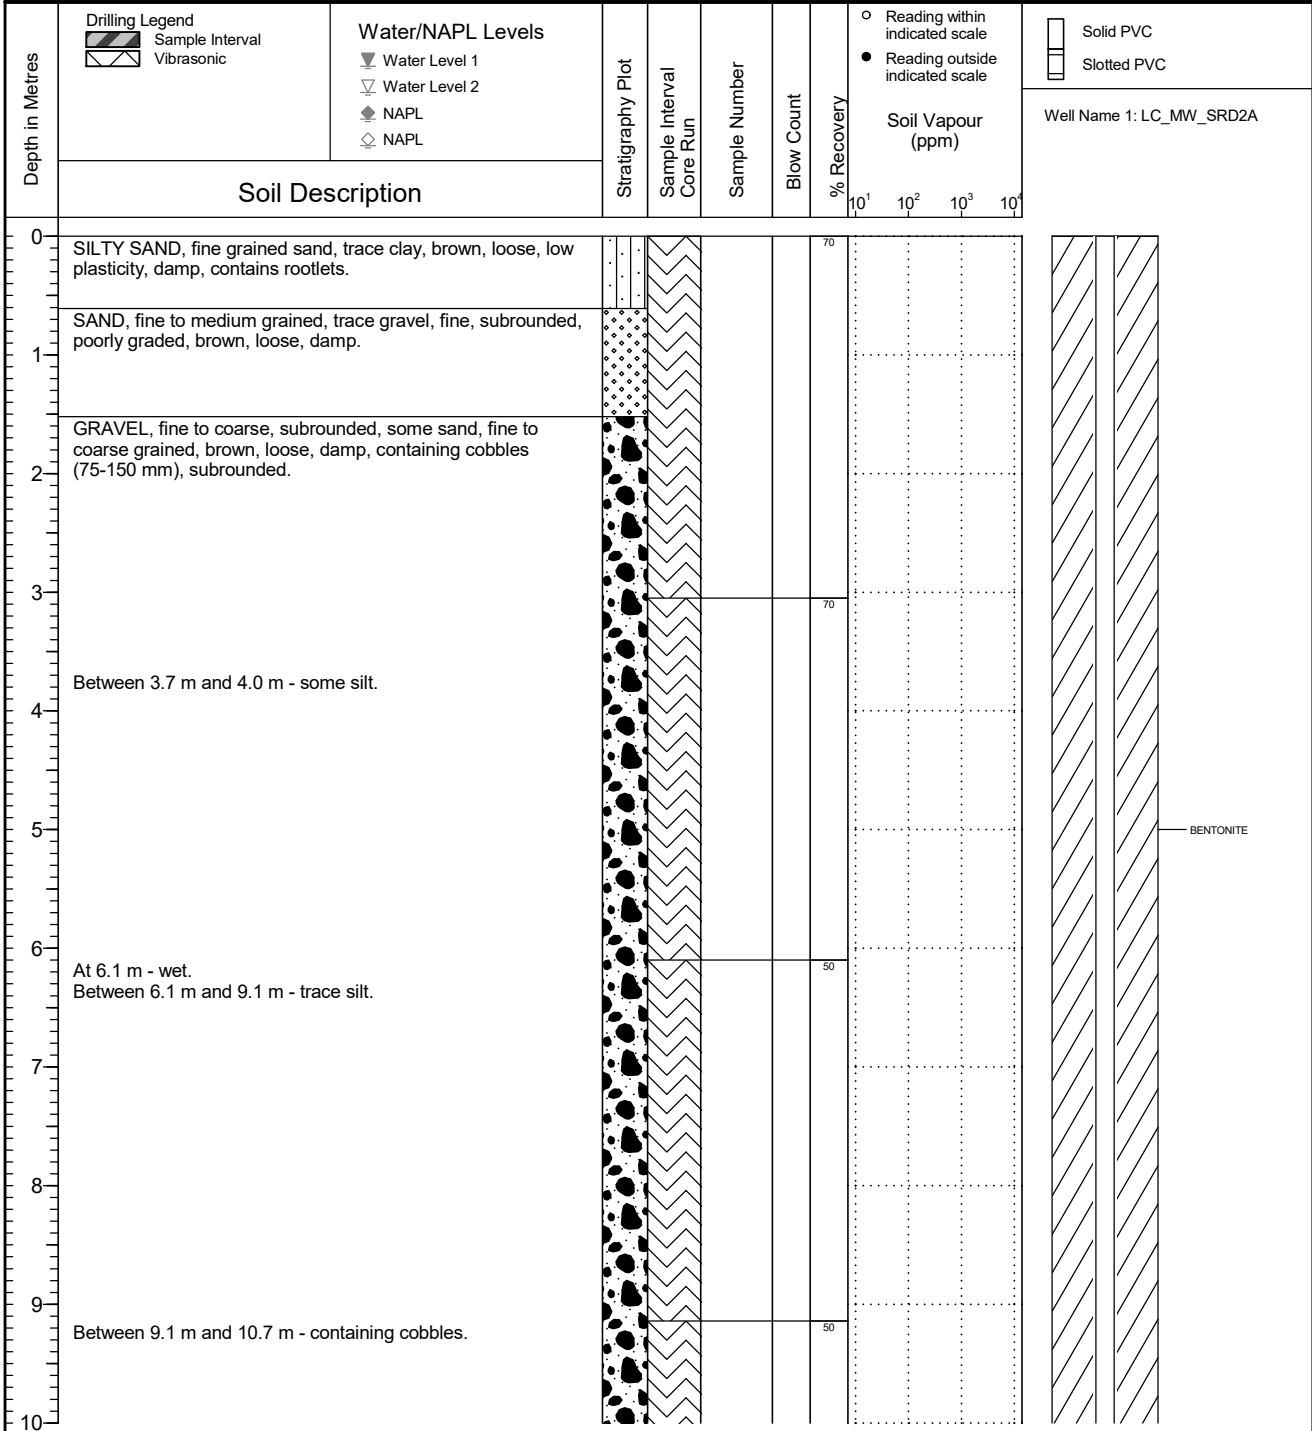 Depth in Metres
Drilling Legend
Sample Interval
Vibrasonic
Water/NAPL Levels
Water Level 1
Water Level 2
NAPL
NAPL
Soil Description
Stratigraphy Plot
Sample Interval
Core Run
Sample Number
Blow Count
% Recovery
Reading within
indicated scale
Reading outside
indicated scale
Soil Vapour
(ppm)
10¹ 10² 10³ 10⁴
Solid PVC
Slotted PVC
Well Name 1: LC_MW_SRD2A
0
SILTY SAND, fine grained sand, trace clay, brown, loose, low
plasticity, damp, contains rootlets.
70
SAND, fine to medium grained, trace gravel, fine, subrounded,
poorly graded, brown, loose, damp.
1
GRAVEL, fine to coarse, subrounded, some sand, fine to
coarse grained, brown, loose, damp, containing cobbles
(75-150 mm), subrounded.
2
3
70
Between 3.7 m and 4.0 m - some silt.
4
5
BENTONITE
6
At 6.1 m - wet.
50
Between 6.1 m and 9.1 m - trace silt.
7
8
9
Between 9.1 m and 10.7 m - containing cobbles.
50
10